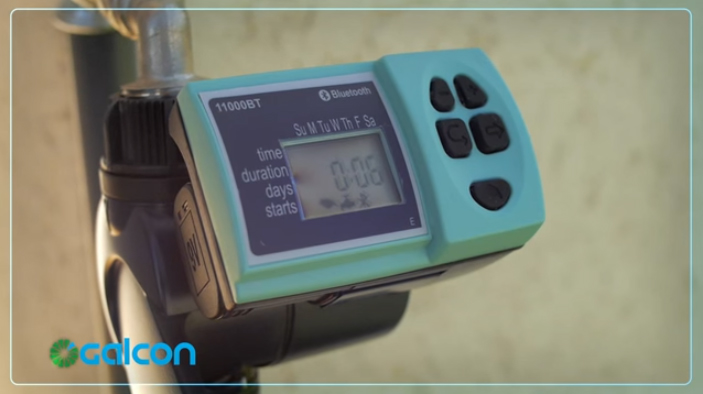 11000BT
Bluetooth
Su M Tu W Th F Sa
time
duration
days
starts
0:06
E
9V
Galcon